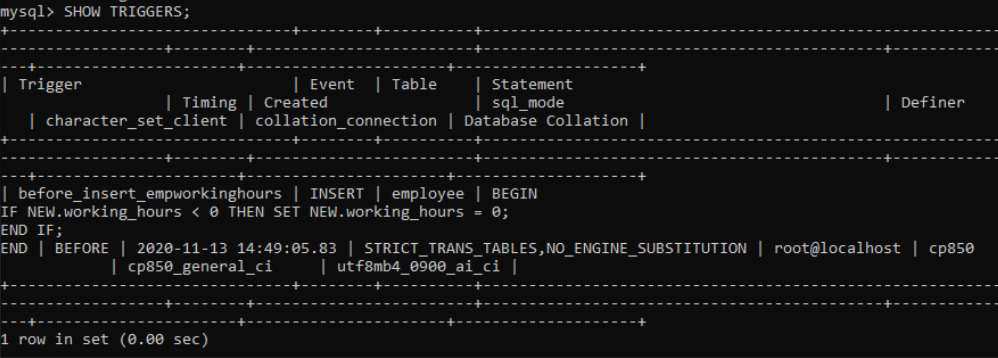 mysql> SHOW TRIGGERS;
+-------------------------------+--------+----------+---------------------------------------------------------
--------------------+---------+-------------------------+--------------------------------------------+------------
---+----------------------+----------------------+--------------------+
| Trigger                       | Event  | Table    | Statement
                    | Timing | Created                | sql_mode                                   | Definer
   | character_set_client | collation_connection | Database Collation |
+-------------------------------+--------+----------+---------------------------------------------------------
--------------------+---------+-------------------------+--------------------------------------------+------------
---+----------------------+----------------------+--------------------+
| before_insert_empworkinghours | INSERT | employee | BEGIN
IF NEW.working_hours < 0 THEN SET NEW.working_hours = 0;
END IF;
END | BEFORE | 2020-11-13 14:49:05.83 | STRICT_TRANS_TABLES,NO_ENGINE_SUBSTITUTION | root@localhost | cp850
            | cp850_general_ci     | utf8mb4_0900_ai_ci |
+-------------------------------+--------+----------+---------------------------------------------------------
--------------------+---------+-------------------------+--------------------------------------------+------------
---+----------------------+----------------------+--------------------+
1 row in set (0.00 sec)